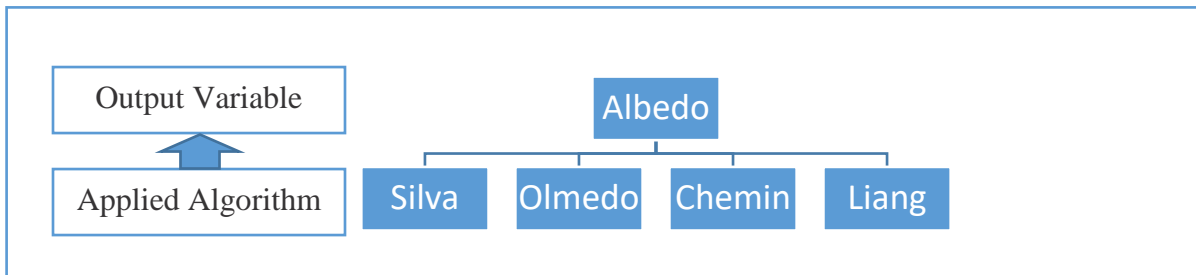 Output Variable
Albedo
Applied Algorithm
Silva
Olmedo
Chemin
Liang